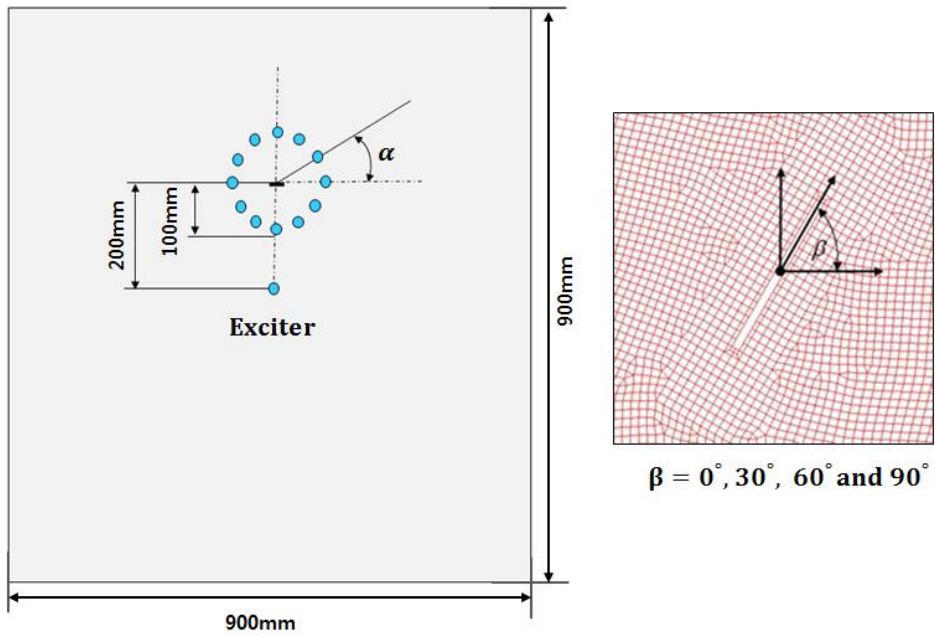 α
200mm
100mm
Exciter
900mm
900mm
β
β = 0°, 30°, 60° and 90°